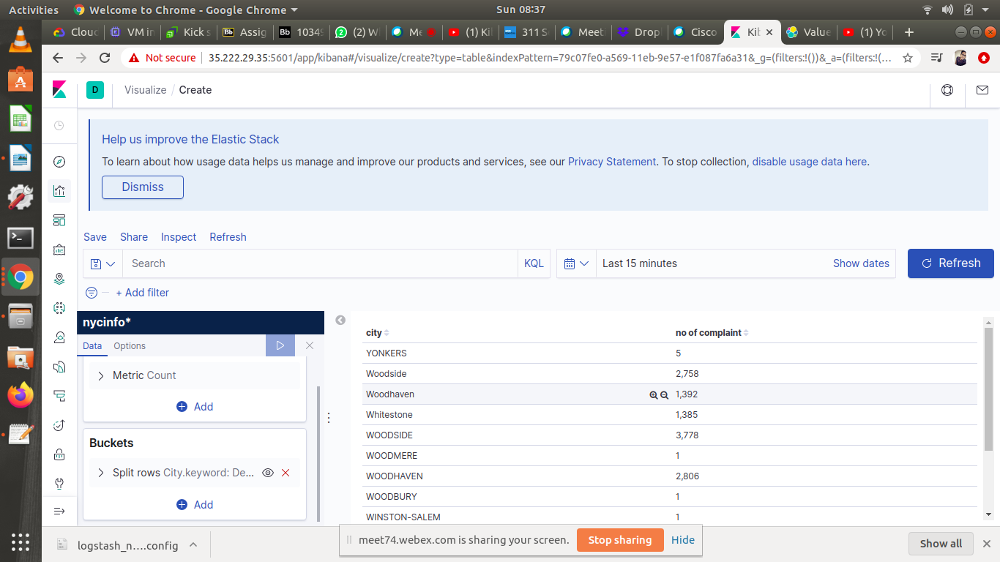 Activities
Welcome to Chrome - Google Chrome
Sun 08:37
Clouc
VM in
Kick s
Assig
Bb
1034
(2) W
Me
(1) Kil
311 S
Meet
Drop
Cisco
Kib
Value
(1) Yo
Not secure
35.222.29.35:5601/app/kibana#/visualize/create?type=table&indexPattern=79c07fe0-a569-11eb-9e57-e1f087fa6a31&_g=(filters:!())&_a=(filters:!(...
D
Visualize / Create
Help us improve the Elastic Stack
To learn about how usage data helps us manage and improve our products and services, see our Privacy Statement. To stop collection, disable usage data here.
Dismiss
Save Share Inspect Refresh
Search
KQL
Last 15 minutes
Show dates
Refresh
+ Add filter
nycinfo*
Data Options
Metric Count
Add
Buckets
Split rows City.keyword: De...
Add
city no of complaint
YONKERS 5
Woodside 2,758
Woodhaven 1,392
Whitestone 1,385
WOODSIDE 3,778
WOODMERE 1
WOODHAVEN 2,806
WOODBURY 1
WINSTON-SALEM 1
logstash_n....config
meet74.webex.com is sharing your screen.
Stop sharing
Hide
Show all